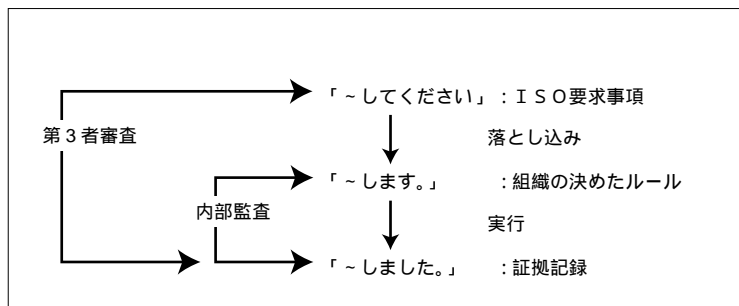 「~してください」：ＩＳＯ要求事項
第３者審査
落とし込み
「~します。」：組織の決めたルール
内部監査
実行
「~しました。」：証拠記録